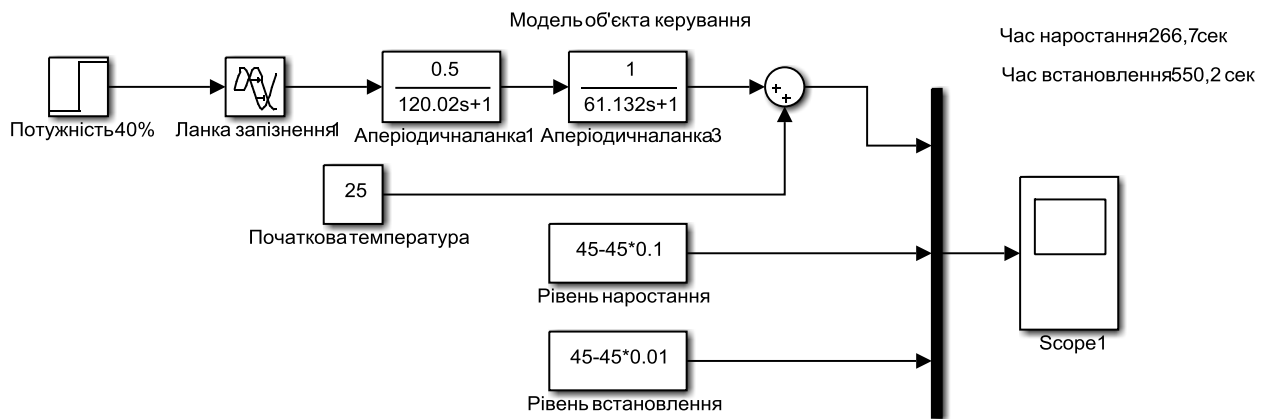 Модель об'єкта керування
Час наростання266,7сек
Час встановлення550,2 сек
0.5
120.02s+1
1
61.132s+1
Потужність40%
Ланка запізнення1
Аперіодичналанка1
Аперіодичналанка3
25
Початковатемпература
45-45*0.1
Рівень наростання
45-45*0.01
Рівень встановлення
Scope1